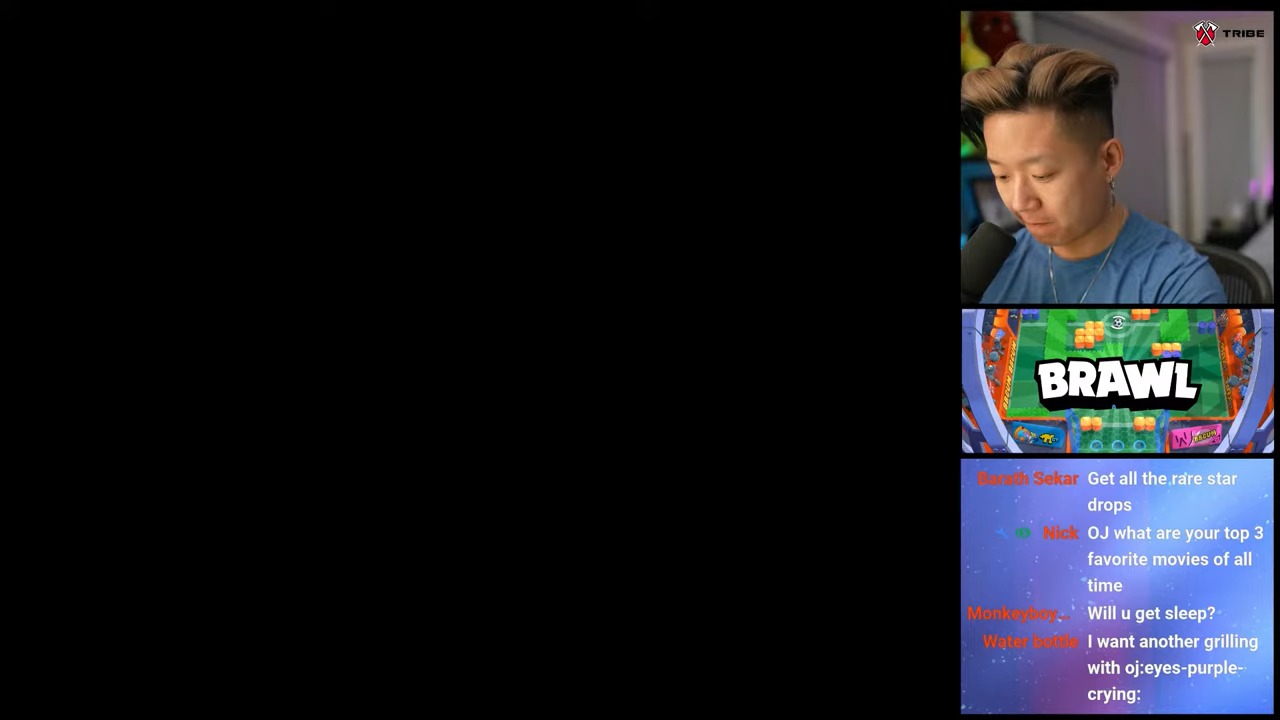 TRIBE
BRAWL
Barath Sekar Get all the rare star
drops
Nick OJ what are your top 3
favorite movies of all
time
Monkeyboy… Will u get sleep?
Water bottle I want another grilling
with oj:eyes-purple-
crying: